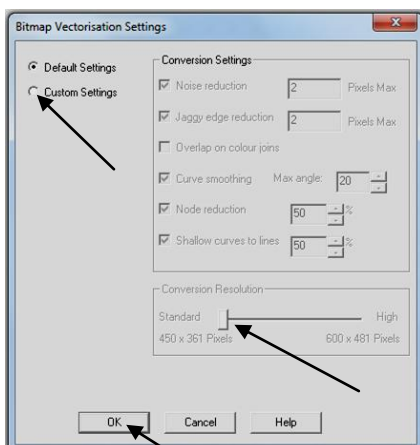 Bitmap Vectorisation Settings
Default Settings
Custom Settings
Conversion Settings
Noise reduction 2 Pixels Max
Jaggy edge reduction 2 Pixels Max
Overlap on colour joins
Curve smoothing Max angle: 20
Node reduction 50 %
Shallow curves to lines 50 %
Conversion Resolution
Standard High
450 x 361 Pixels 600 x 481 Pixels
OK Cancel Help